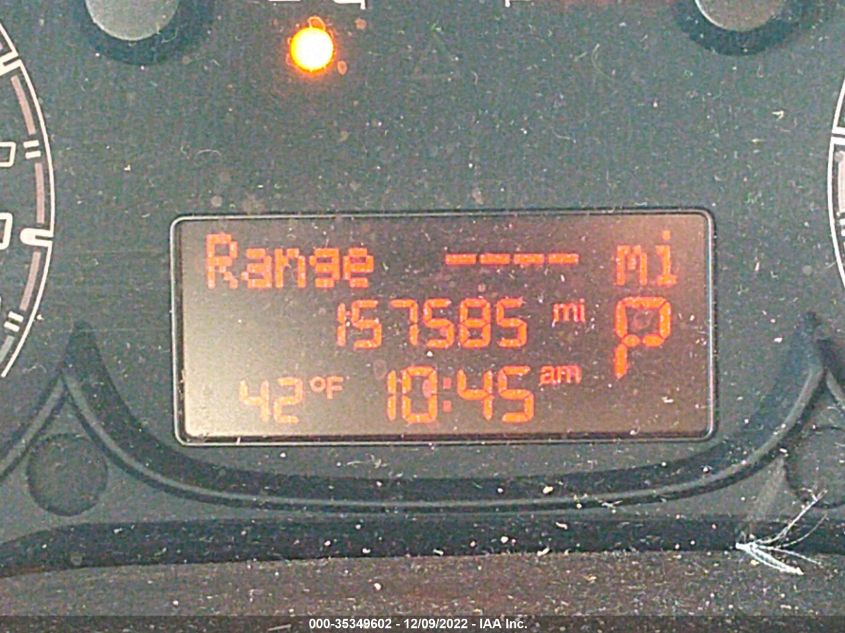 Range ---- mi
157585 mi P
42°F 10:45 am
000-35349602 - 12/09/2022 - IAA Inc.